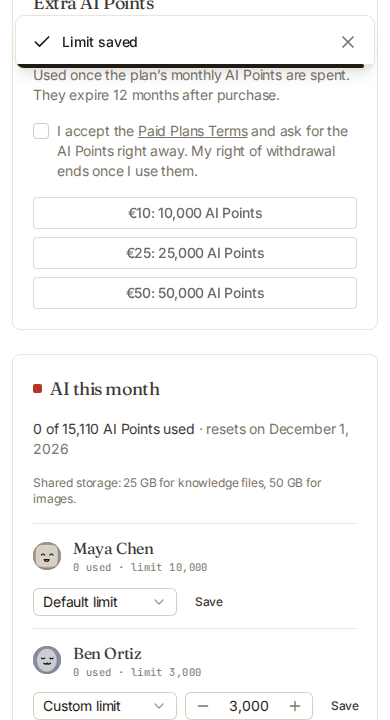 Extra AI Points
Limit saved
Used once the plan's monthly AI Points are spent.
They expire 12 months after purchase.
I accept the Paid Plans Terms and ask for the
AI Points right away. My right of withdrawal
ends once I use them.
€10: 10,000 AI Points
€25: 25,000 AI Points
€50: 50,000 AI Points
AI this month
0 of 15,110 AI Points used · resets on December 1,
2026
Shared storage: 25 GB for knowledge files, 50 GB for
images.
Maya Chen
0 used · limit 10,000
Default limit
Save
Ben Ortiz
0 used · limit 3,000
Custom limit
3,000
Save